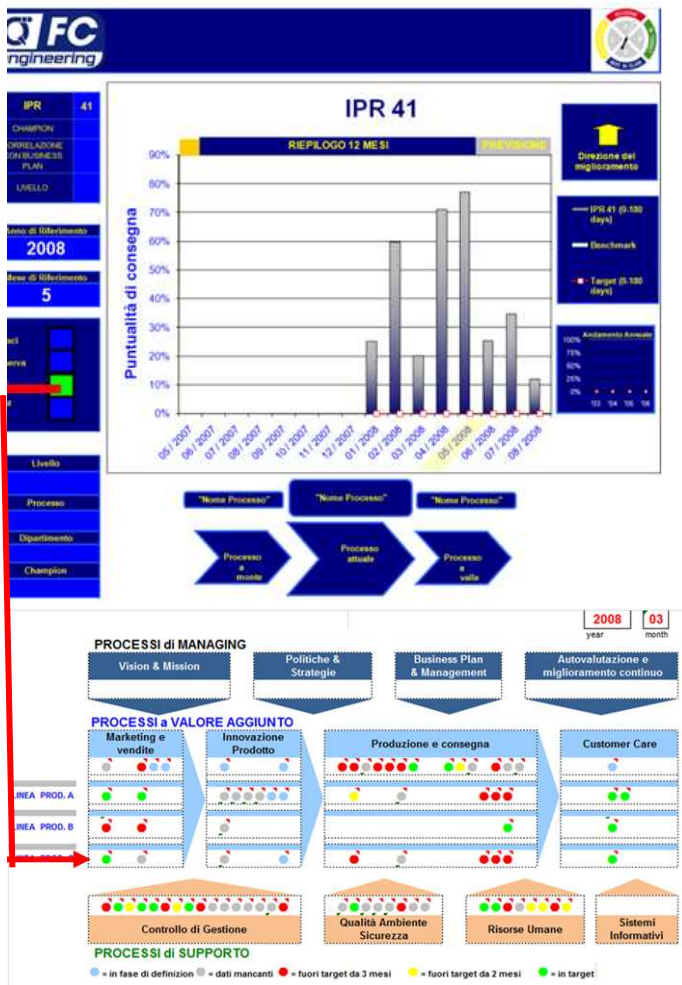 FC
engineering
IPR 41
CHAMPION
CORRELAZIONE
CON BUSINESS
PLAN
LIVELLO
Anno di Riferimento
2008
Mese di Riferimento
5
Livello
Processo
Dipartimento
Champion
IPR 41
RIEPILOGO 12 MESI PREVISIONE
Puntualità di consegna
90%
80%
70%
60%
50%
40%
30%
20%
10%
0%
05 / 2007
06 / 2007
07 / 2007
08 / 2007
09 / 2007
10 / 2007
11 / 2007
12 / 2007
01 / 2008
02 / 2008
03 / 2008
04 / 2008
05 / 2008
06 / 2008
07 / 2008
08 / 2008
Direzione del
miglioramento
IPR 41 (0-180
days)
Benchmark
Target (0-180
days)
Andamento Annuale
100%
75%
50%
25%
0%
"Nome Processo" "Nome Processo" "Nome Processo"
Processo
a
monte
Processo
attuale
Processo
a
valle
2008 03
year month
PROCESSI di MANAGING
Vision & Mission
Politiche &
Strategie
Business Plan
& Management
Autovalutazione e
miglioramento continuo
PROCESSI a VALORE AGGIUNTO
Marketing e
vendite
Innovazione
Prodotto
Produzione e consegna
Customer Care
LINEA PROD. A
LINEA PROD. B
Controllo di Gestione
Qualità Ambiente
Sicurezza
Risorse Umane
Sistemi
Informativi
PROCESSI di SUPPORTO
= in fase di definizion = dati mancanti = fuori target da 3 mesi = fuori target da 2 mesi = in target